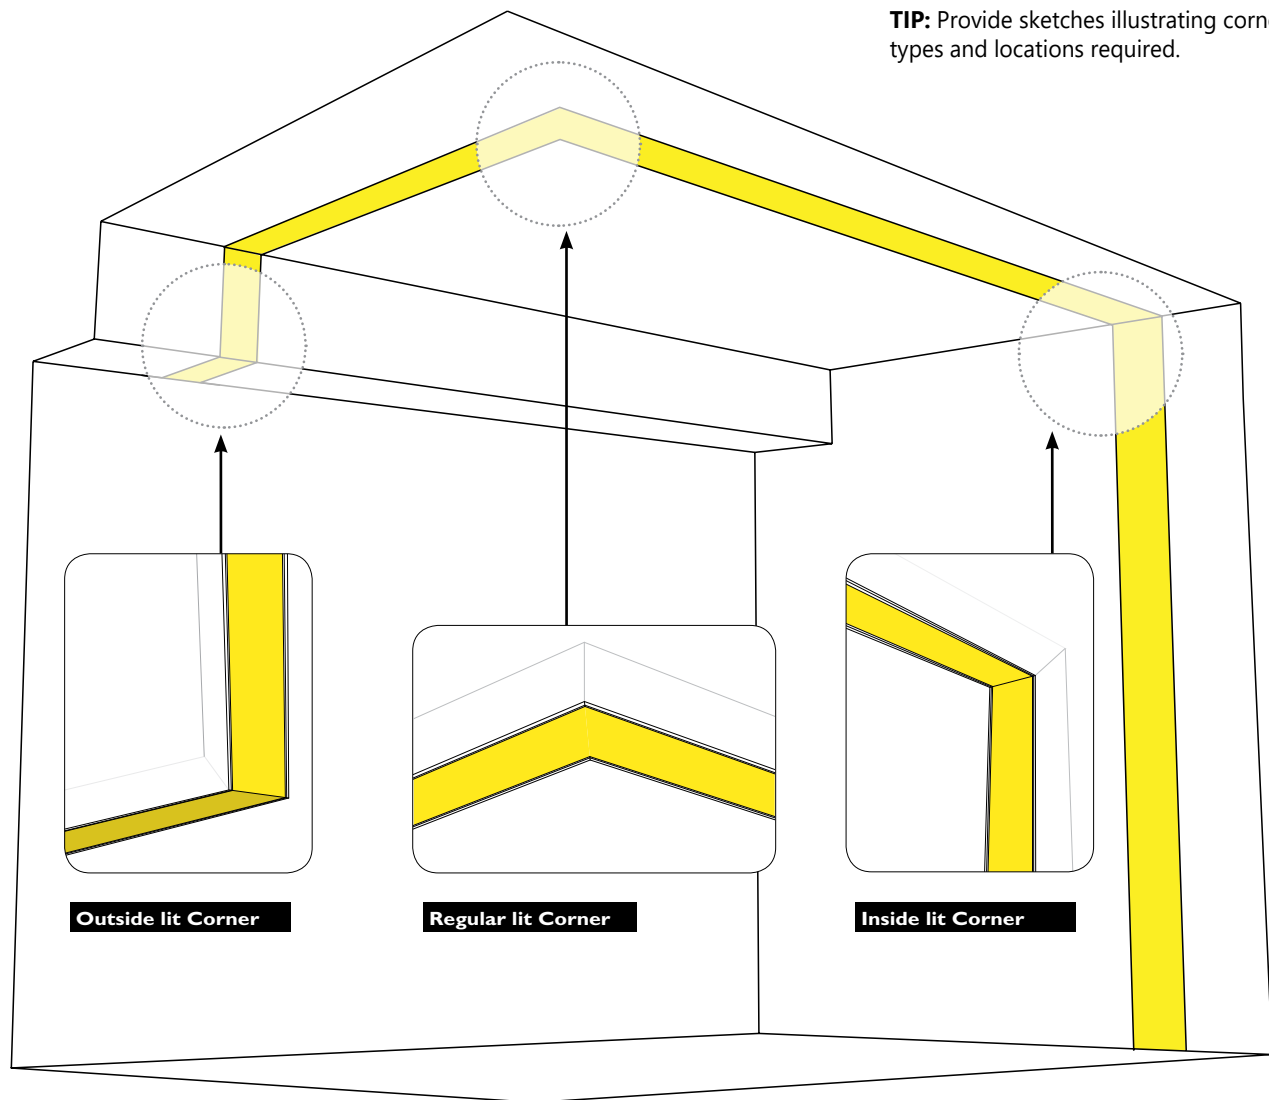 TIP: Provide sketches illustrating corn
types and locations required.
Outside lit Corner
Regular lit Corner
Inside lit Corner